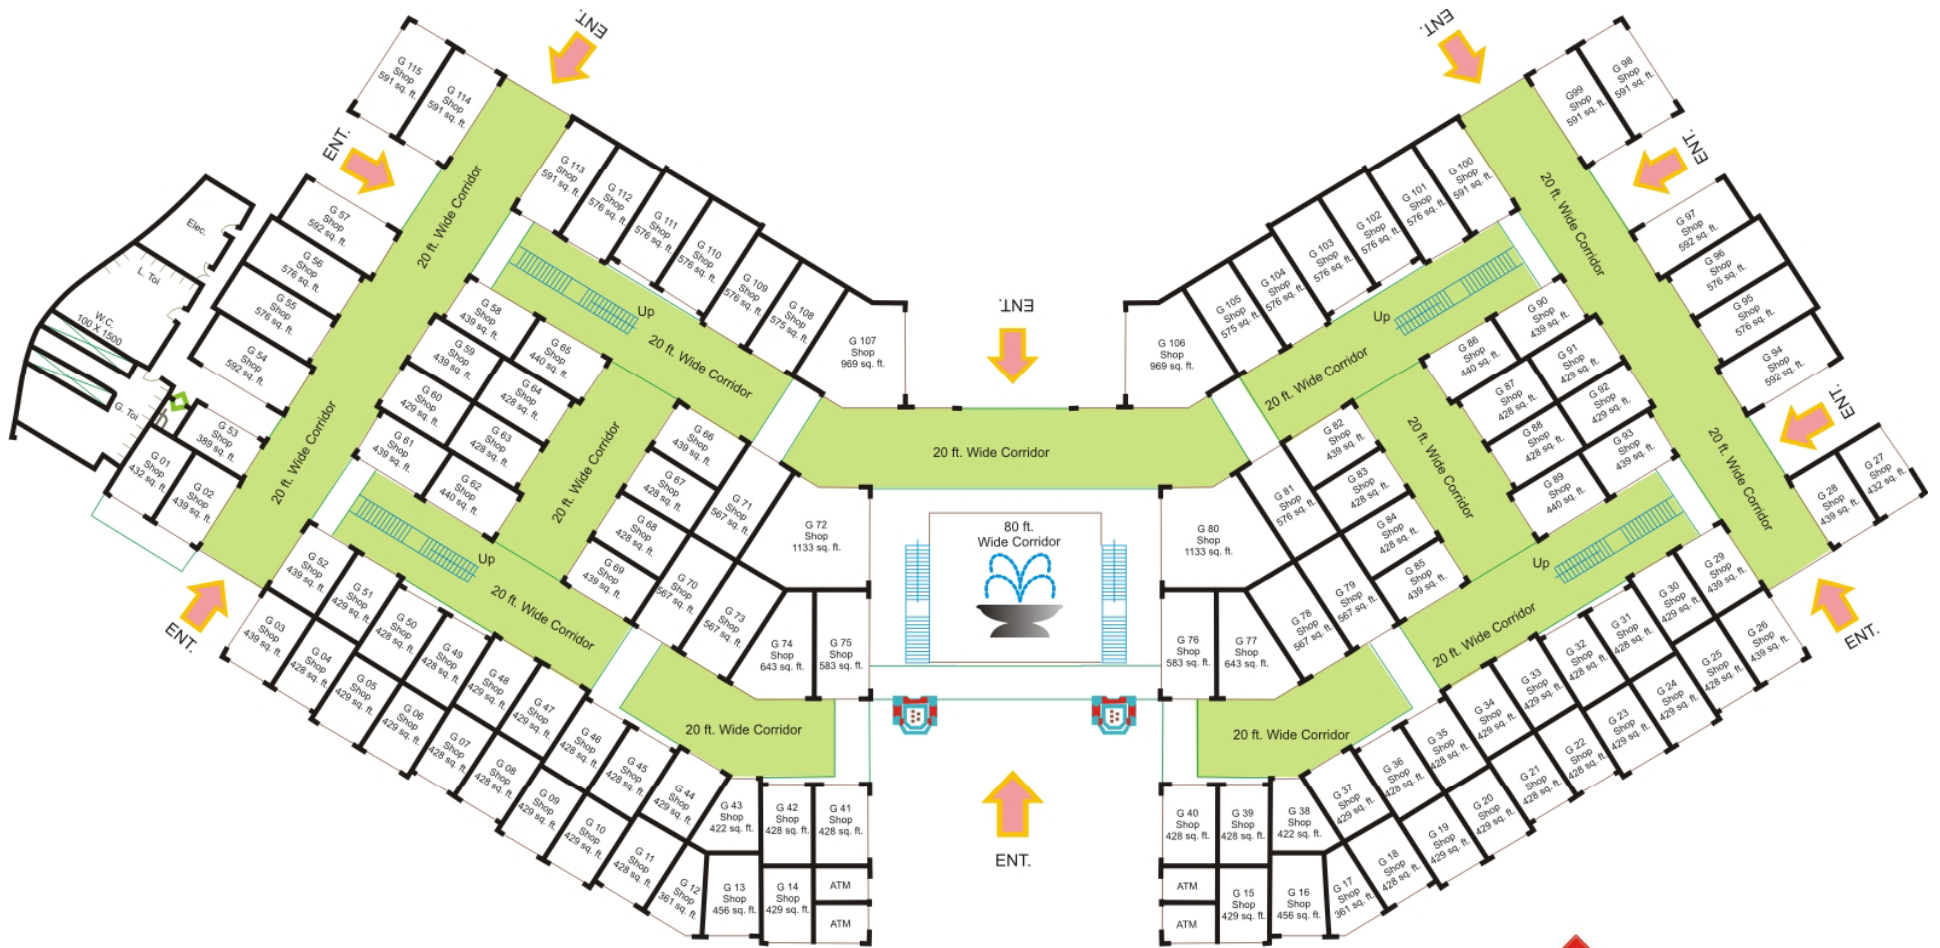 ENT.
ENT.
G 115
Shop
591 sq. ft.
G 114
Shop
591 sq. ft.
G99
Shop
591 sq. ft.
G 98
Shop
591 sq. ft.
ENT.
ENT.
20 ft. Wide Corridor
20 ft. Wide Corridor
G 113
Shop
591 sq. ft.
G 112
Shop
576 sq. ft.
G 111
Shop
576 sq. ft.
G 110
Shop
576 sq. ft.
G 109
Shop
576 sq. ft.
G 108
Shop
575 sq. ft.
G 107
Shop
969 sq. ft.
ENT.
G 106
Shop
969 sq. ft.
G 105
Shop
575 sq. ft.
G 104
Shop
576 sq. ft.
G 103
Shop
576 sq. ft.
G 102
Shop
576 sq. ft.
G 101
Shop
576 sq. ft.
G 100
Shop
591 sq. ft.
Elec.
L. Toi
W.C.
100 X 1500
G. Toi
G 57
Shop
592 sq. ft.
G 56
Shop
576 sq. ft.
G 55
Shop
576 sq. ft.
G 54
Shop
592 sq. ft.
G 53
Shop
389 sq. ft.
G 01
Shop
432 sq. ft.
G 02
Shop
439 sq. ft.
20 ft. Wide Corridor
ENT.
Up
20 ft. Wide Corridor
G 58
Shop
439 sq. ft.
G 59
Shop
439 sq. ft.
G 60
Shop
429 sq. ft.
G 61
Shop
439 sq. ft.
G 65
Shop
440 sq. ft.
G 64
Shop
428 sq. ft.
G 63
Shop
428 sq. ft.
G 62
Shop
440 sq. ft.
20 ft. Wide Corridor
G 66
Shop
439 sq. ft.
G 67
Shop
428 sq. ft.
G 68
Shop
428 sq. ft.
G 69
Shop
439 sq. ft.
G 71
Shop
567 sq. ft.
G 70
Shop
567 sq. ft.
G 72
Shop
1133 sq. ft.
G 73
Shop
567 sq. ft.
G 74
Shop
643 sq. ft.
G 75
Shop
583 sq. ft.
Up
20 ft. Wide Corridor
20 ft. Wide Corridor
20 ft. Wide Corridor
80 ft.
Wide Corridor
G 80
Shop
1133 sq. ft.
G 81
Shop
576 sq. ft.
G 76
Shop
583 sq. ft.
G 77
Shop
643 sq. ft.
G 78
Shop
567 sq. ft.
G 79
Shop
567 sq. ft.
G 82
Shop
439 sq. ft.
G 83
Shop
428 sq. ft.
G 84
Shop
428 sq. ft.
G 85
Shop
439 sq. ft.
Up
20 ft. Wide Corridor
20 ft. Wide Corridor
G 86
Shop
440 sq. ft.
G 87
Shop
428 sq. ft.
G 88
Shop
428 sq. ft.
G 89
Shop
440 sq. ft.
G 90
Shop
439 sq. ft.
G 91
Shop
429 sq. ft.
G 92
Shop
429 sq. ft.
G 93
Shop
439 sq. ft.
G 97
Shop
592 sq. ft.
G 96
Shop
576 sq. ft.
G 95
Shop
576 sq. ft.
G 94
Shop
592 sq. ft.
ENT.
20 ft. Wide Corridor
G 28
Shop
439 sq. ft.
G 27
Shop
432 sq. ft.
ENT.
Up
20 ft. Wide Corridor
20 ft. Wide Corridor
G 52
Shop
439 sq. ft.
G 51
Shop
429 sq. ft.
G 50
Shop
428 sq. ft.
G 49
Shop
428 sq. ft.
G 48
Shop
429 sq. ft.
G 47
Shop
429 sq. ft.
G 46
Shop
428 sq. ft.
G 45
Shop
428 sq. ft.
G 44
Shop
429 sq. ft.
G 43
Shop
422 sq. ft.
G 42
Shop
428 sq. ft.
G 41
Shop
428 sq. ft.
G 03
Shop
439 sq. ft.
G 04
Shop
428 sq. ft.
G 05
Shop
429 sq. ft.
G 06
Shop
429 sq. ft.
G 07
Shop
428 sq. ft.
G 08
Shop
428 sq. ft.
G 09
Shop
429 sq. ft.
G 10
Shop
429 sq. ft.
G 11
Shop
428 sq. ft.
G 12
Shop
361 sq. ft.
G 13
Shop
456 sq. ft.
G 14
Shop
429 sq. ft.
ATM
ATM
ENT.
G 40
Shop
428 sq. ft.
G 39
Shop
428 sq. ft.
G 38
Shop
422 sq. ft.
G 37
Shop
429 sq. ft.
G 36
Shop
428 sq. ft.
G 35
Shop
428 sq. ft.
G 34
Shop
429 sq. ft.
G 33
Shop
429 sq. ft.
G 32
Shop
428 sq. ft.
G 31
Shop
428 sq. ft.
G 30
Shop
429 sq. ft.
G 29
Shop
439 sq. ft.
ATM
ATM
G 15
Shop
429 sq. ft.
G 16
Shop
456 sq. ft.
G 17
Shop
361 sq. ft.
G 18
Shop
428 sq. ft.
G 19
Shop
429 sq. ft.
G 20
Shop
429 sq. ft.
G 21
Shop
428 sq. ft.
G 22
Shop
428 sq. ft.
G 23
Shop
429 sq. ft.
G 24
Shop
429 sq. ft.
G 25
Shop
428 sq. ft.
G 26
Shop
439 sq. ft.